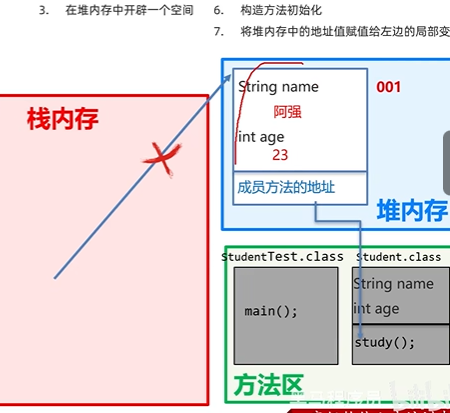 3. 在堆内存中开辟一个空间
6. 构造方法初始化
7. 将堆内存中的地址值赋值给左边的局部变
栈内存
String name
001
阿强
int age
23
成员方法的地址
堆内存
StudentTest.class
Student.class
String name
int age
main();
study();
方法区